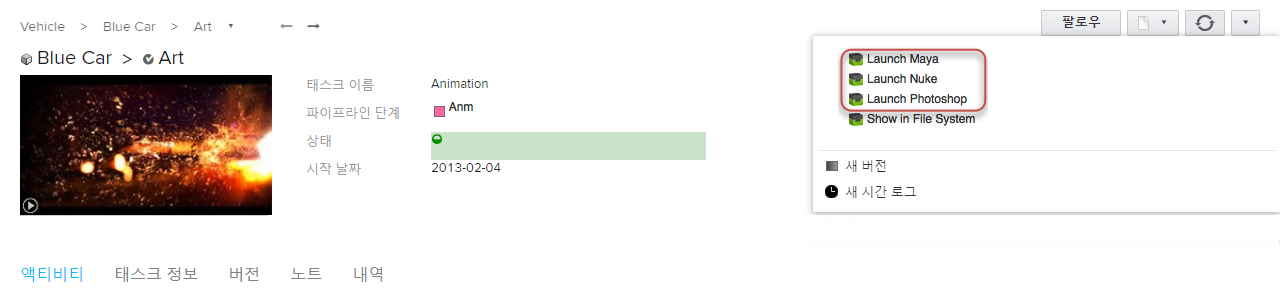 Vehicle > Blue Car > Art
팔로우
Blue Car > Art
태스크 이름 Animation
파이프라인 단계 Anm
상태
시작 날짜 2013-02-04
Launch Maya
Launch Nuke
Launch Photoshop
Show in File System
새 버전
새 시간 로그
액티비티 태스크 정보 버전 노트 내역